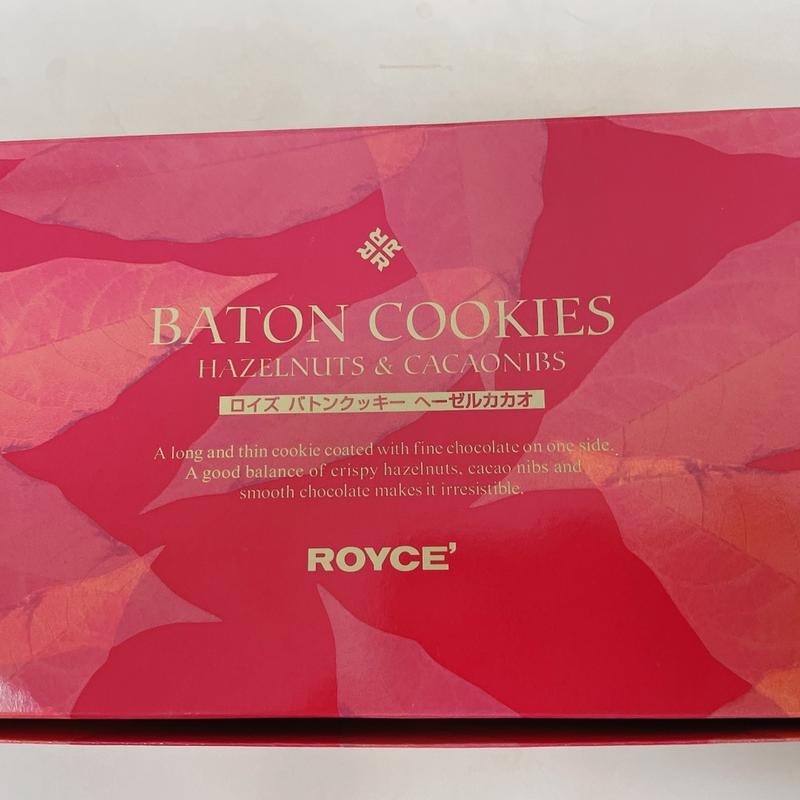 BATON COOKIES
HAZELNUTS & CACAONIBS
ロイズ バトンクッキー ヘーゼルカカオ
A long and thin cookie coated with fine chocolate on one side.
A good balance of crispy hazelnuts, cacao nibs and
smooth chocolate makes it irresistible.
ROYCE'